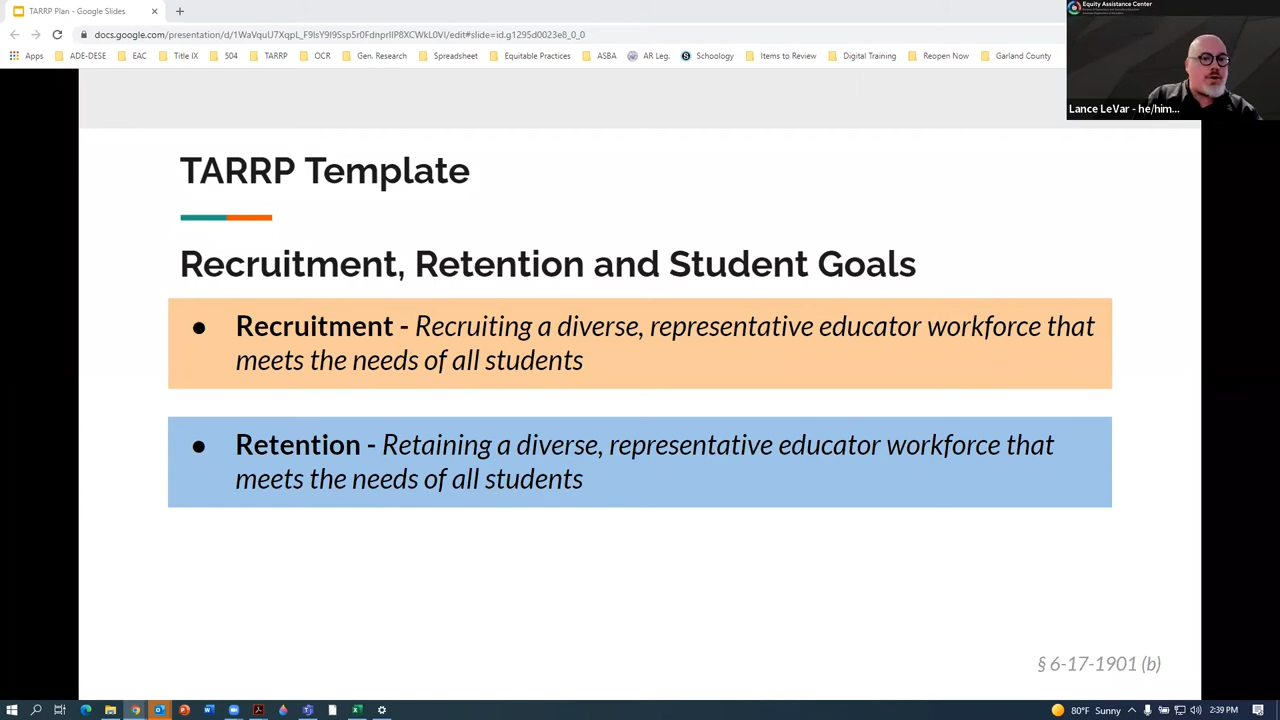 TARRP Plan - Google Slides
Equity Assistance Center
docs.google.com/presentation/d/1WaVquU7XqpL_F9IsY9I9Ssp5r0FdnprIIP8XCWkL0VI/edit#slide=id.g1295d0023e8_0_0
Apps ADE-DESE EAC Title IX 504 TARRP OCR Gen. Research Spreadsheet Equitable Practices ASBA AR Leg. Schoology Items to Review Digital Training Reopen Now Garland County
Lance LeVar - he/him...
TARRP Template
Recruitment, Retention and Student Goals
● Recruitment - Recruiting a diverse, representative educator workforce that
meets the needs of all students
● Retention - Retaining a diverse, representative educator workforce that
meets the needs of all students
§ 6-17-1901 (b)
80°F Sunny 2:39 PM